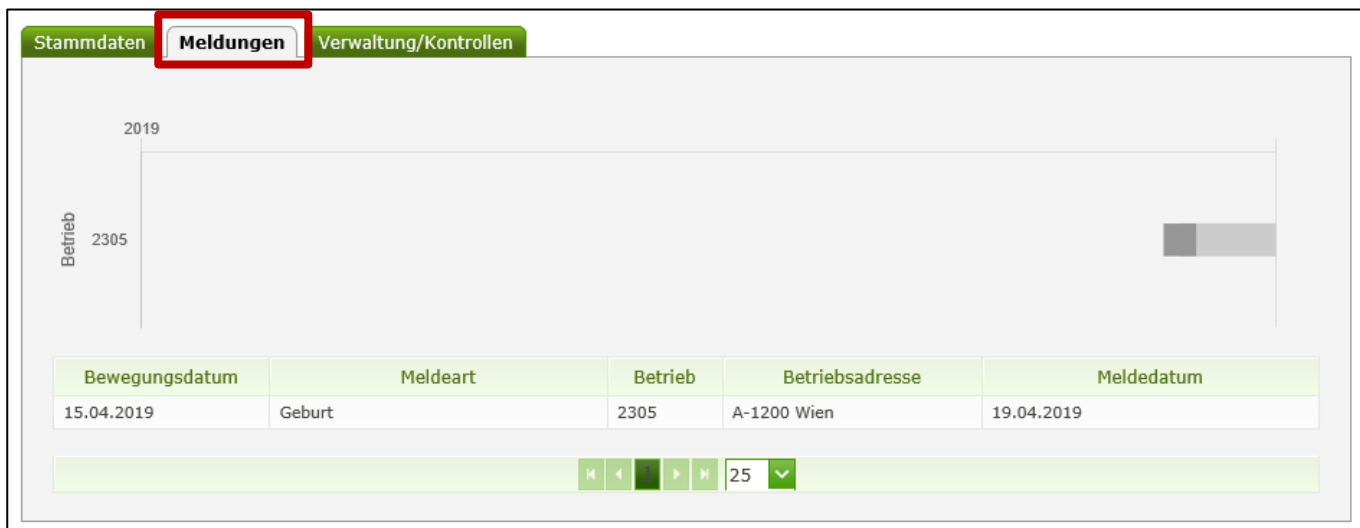 Stammdaten Meldungen Verwaltung/Kontrollen
2019
Betrieb
2305
Bewegungsdatum Meldeart Betrieb Betriebsadresse Meldedatum
15.04.2019 Geburt 2305 A-1200 Wien 19.04.2019
1 25